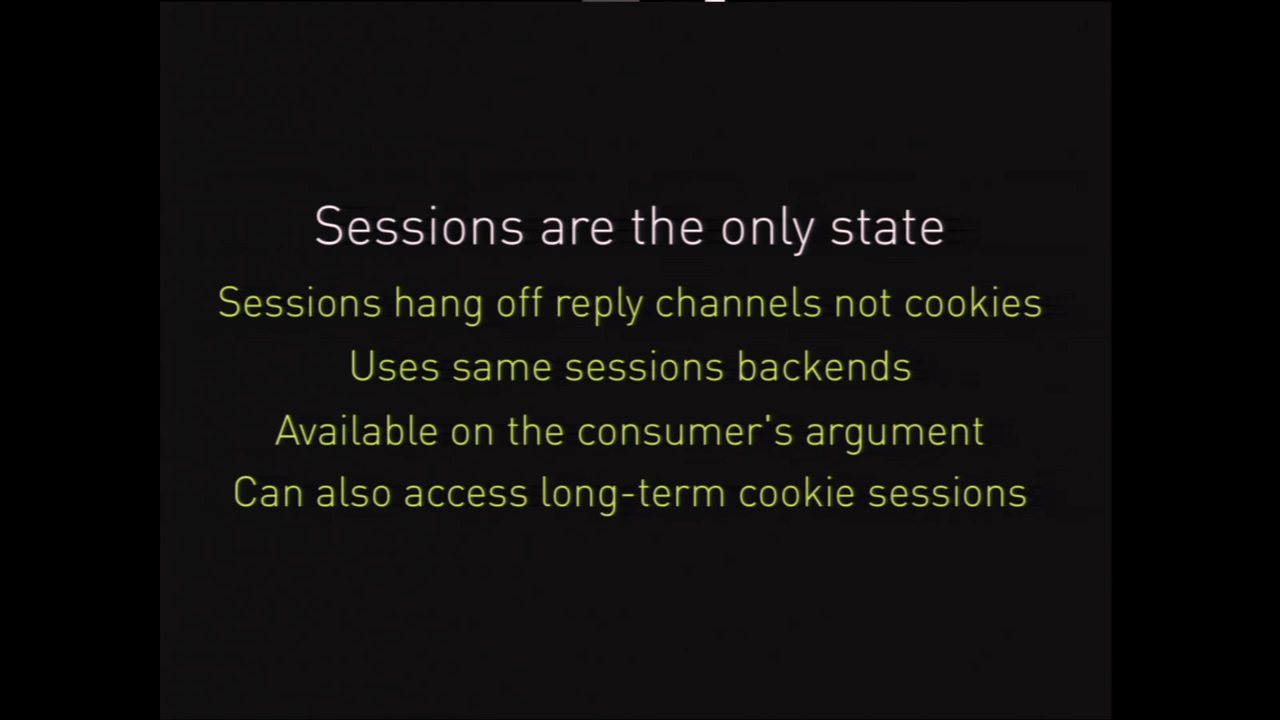 Sessions are the only state
Sessions hang off reply channels not cookies
Uses same sessions backends
Available on the consumer's argument
Can also access long-term cookie sessions